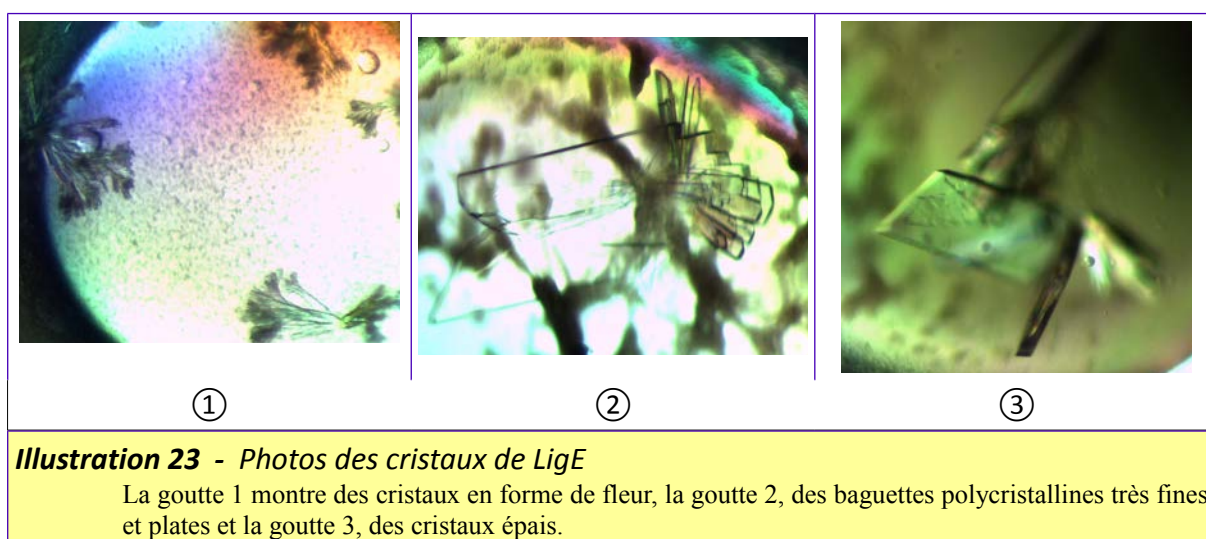 ① ② ③
Illustration 23 - Photos des cristaux de LigE
La goutte 1 montre des cristaux en forme de fleur, la goutte 2, des baguettes polycristallines très fines
et plates et la goutte 3, des cristaux épais.